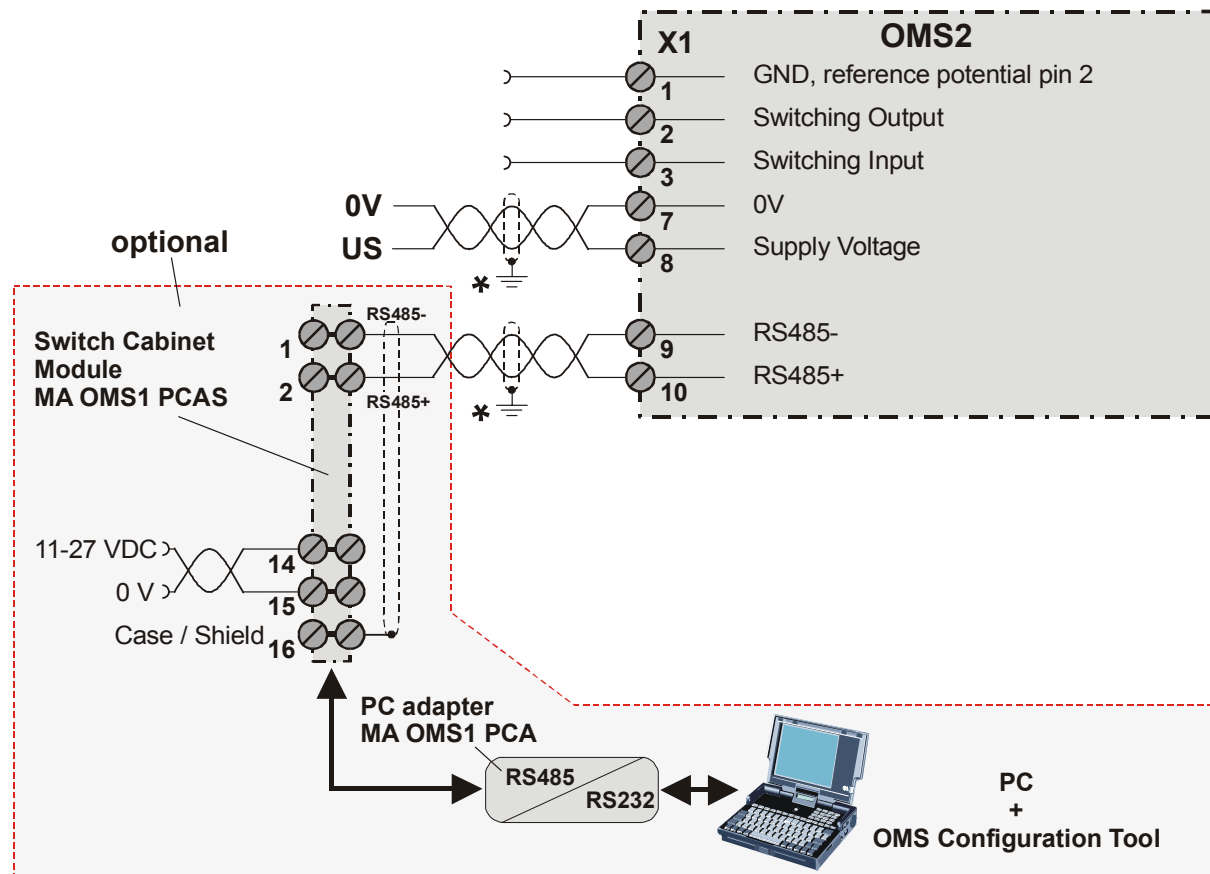 OMS2
X1
1 GND, reference potential pin 2
2 Switching Output
3 Switching Input
0V
7 0V
US
8 Supply Voltage
*
optional
Switch Cabinet
Module
MA OMS1 PCAS
1
RS485-
2
RS485+
9 RS485-
10 RS485+
*
11-27 VDC
14
0 V
15
Case / Shield
16
PC adapter
MA OMS1 PCA
RS485
RS232
PC
+
OMS Configuration Tool